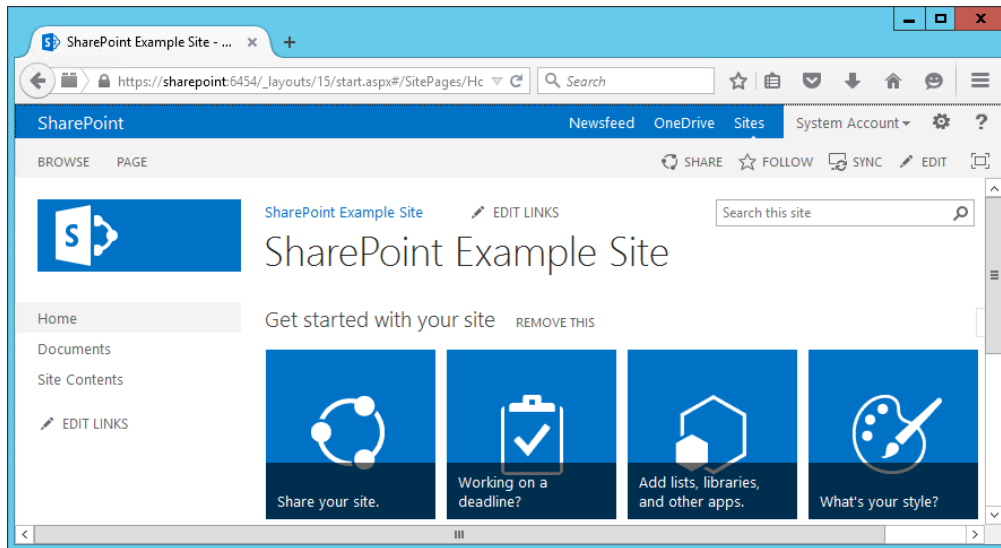 SharePoint Example Site - ...
https://sharepoint:6454/_layouts/15/start.aspx#/SitePages/Hc
Search
SharePoint
Newsfeed OneDrive Sites System Account ?
BROWSE PAGE SHARE FOLLOW SYNC EDIT
S
SharePoint Example Site EDIT LINKS Search this site
SharePoint Example Site
Home
Get started with your site REMOVE THIS
Documents
Site Contents
EDIT LINKS
Share your site.
Working on a
deadline?
Add lists, libraries,
and other apps.
What's your style?